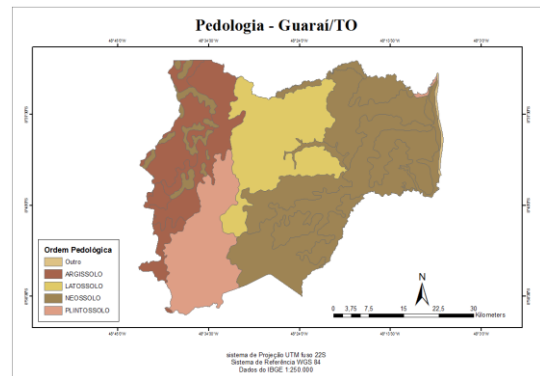 Pedologia - Guaraí/TO
Ordem Pedológica
Outro
ARGISSOLO
LATOSSOLO
NEOSSOLO
PLINTOSSOLO
N
0 3.75 7.5 15 22.5 30
Kilometers
sistema de Projeção UTM fuso 22S
Sistema de Referência WGS 84
Dados do IBGE 1:250.000